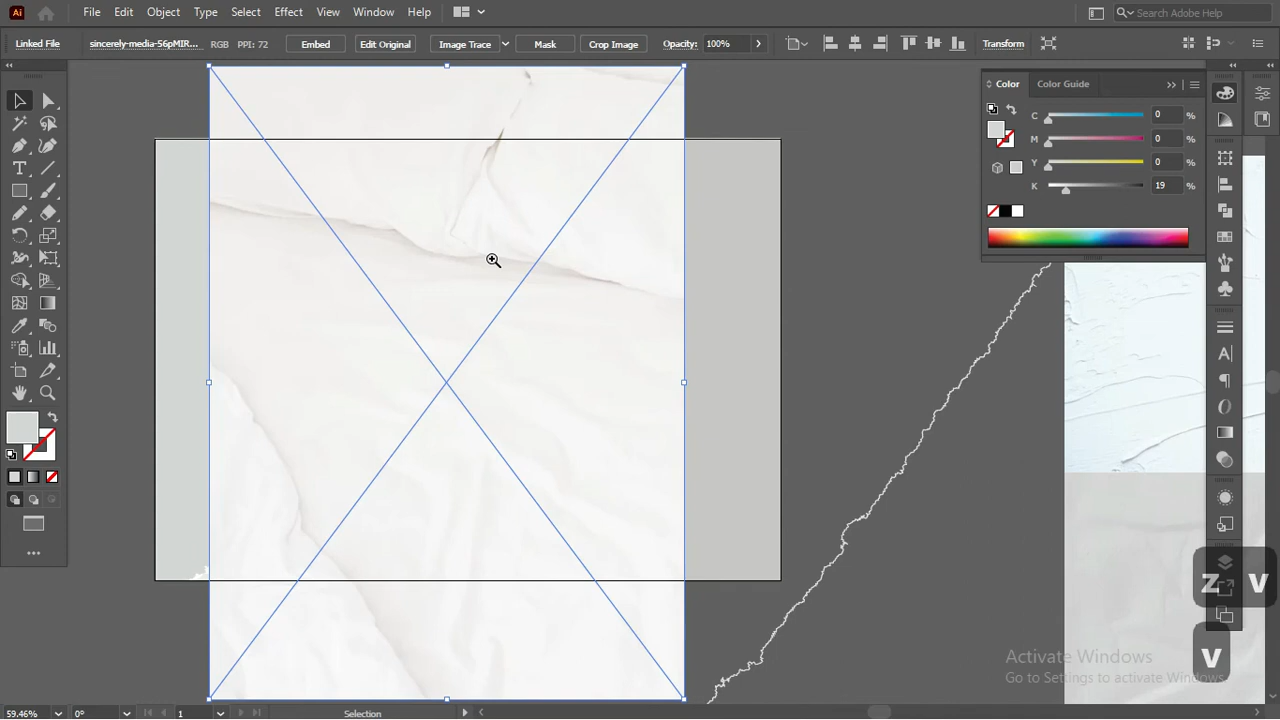 Ai File Edit Object Type Select Effect View Window Help Search Adobe Help
Linked File sincerely-media-56pMIR... RGB PPI: 72 Embed Edit Original Image Trace Mask Crop Image Opacity: 100% Transform
Color Color Guide
C 0 %
M 0 %
Y 0 %
K 19 %
Z V
V
Activate Windows
Go to Settings to activate Windows.
59.46% 0° 1 Selection